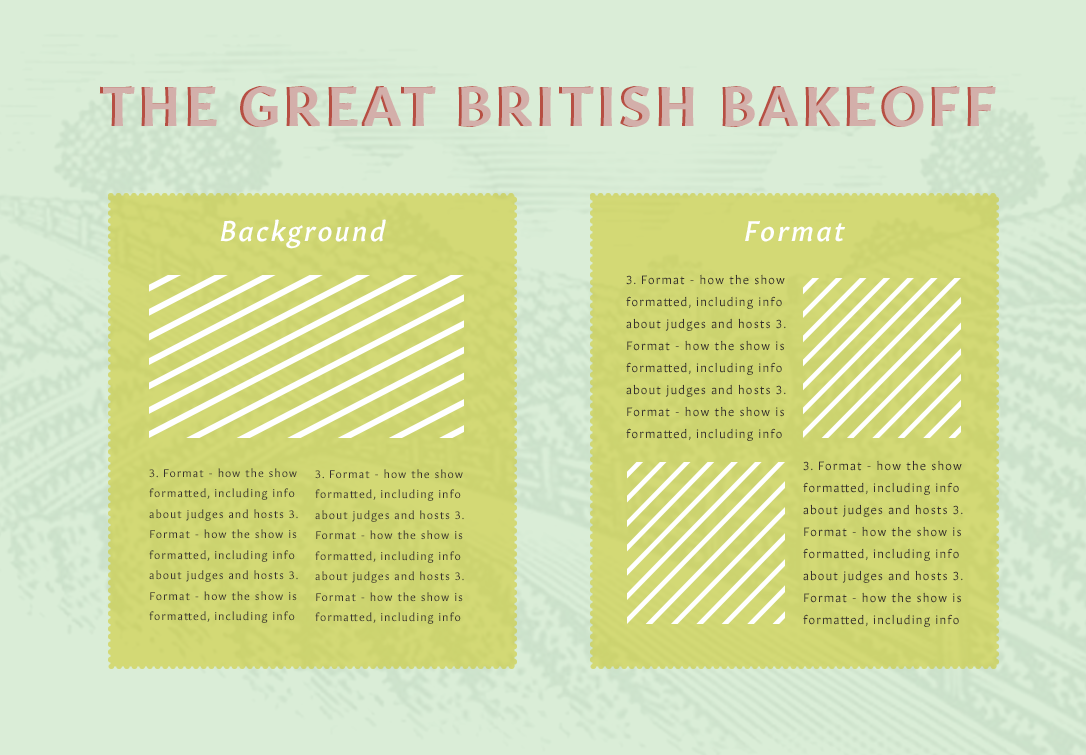 THE GREAT BRITISH BAKEOFF
Background
3. Format - how the show
formatted, including info
about judges and hosts 3.
Format - how the show is
formatted, including info
about judges and hosts 3.
Format - how the show is
formatted, including info
3. Format - how the show
formatted, including info
about judges and hosts 3.
Format - how the show is
formatted, including info
about judges and hosts 3.
Format - how the show is
formatted, including info
Format
3. Format - how the show
formatted, including info
about judges and hosts 3.
Format - how the show is
formatted, including info
about judges and hosts 3.
Format - how the show is
formatted, including info
3. Format - how the show is
formatted, including info
about judges and hosts 3.
Format - how the show is
formatted, including info
about judges and hosts 3.
Format - how the show is
formatted, including info